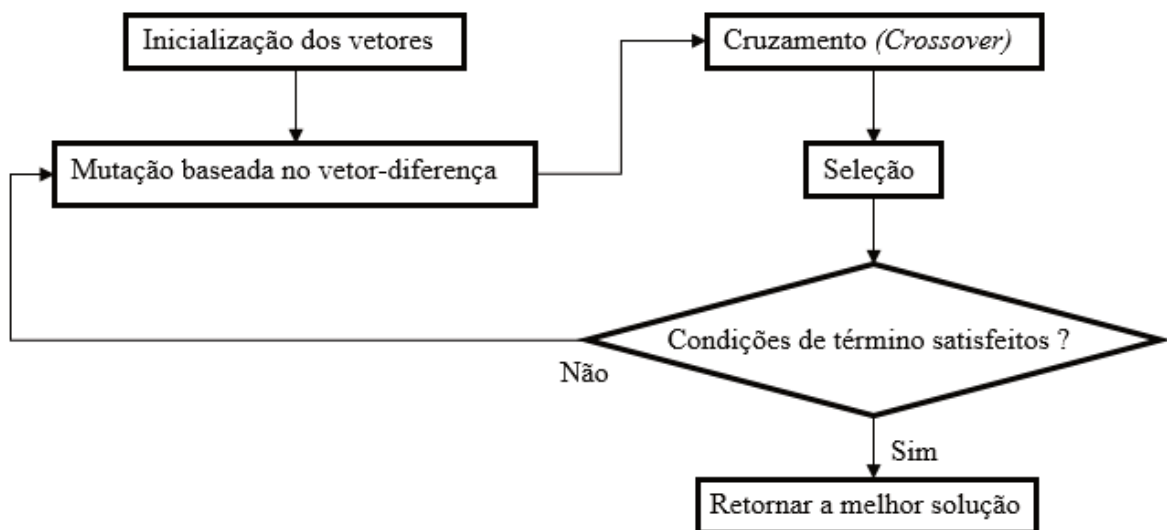 Inicialização dos vetores
Mutação baseada no vetor-diferença
Cruzamento (Crossover)
Seleção
Condições de término satisfeitos ?
Não
Sim
Retornar a melhor solução